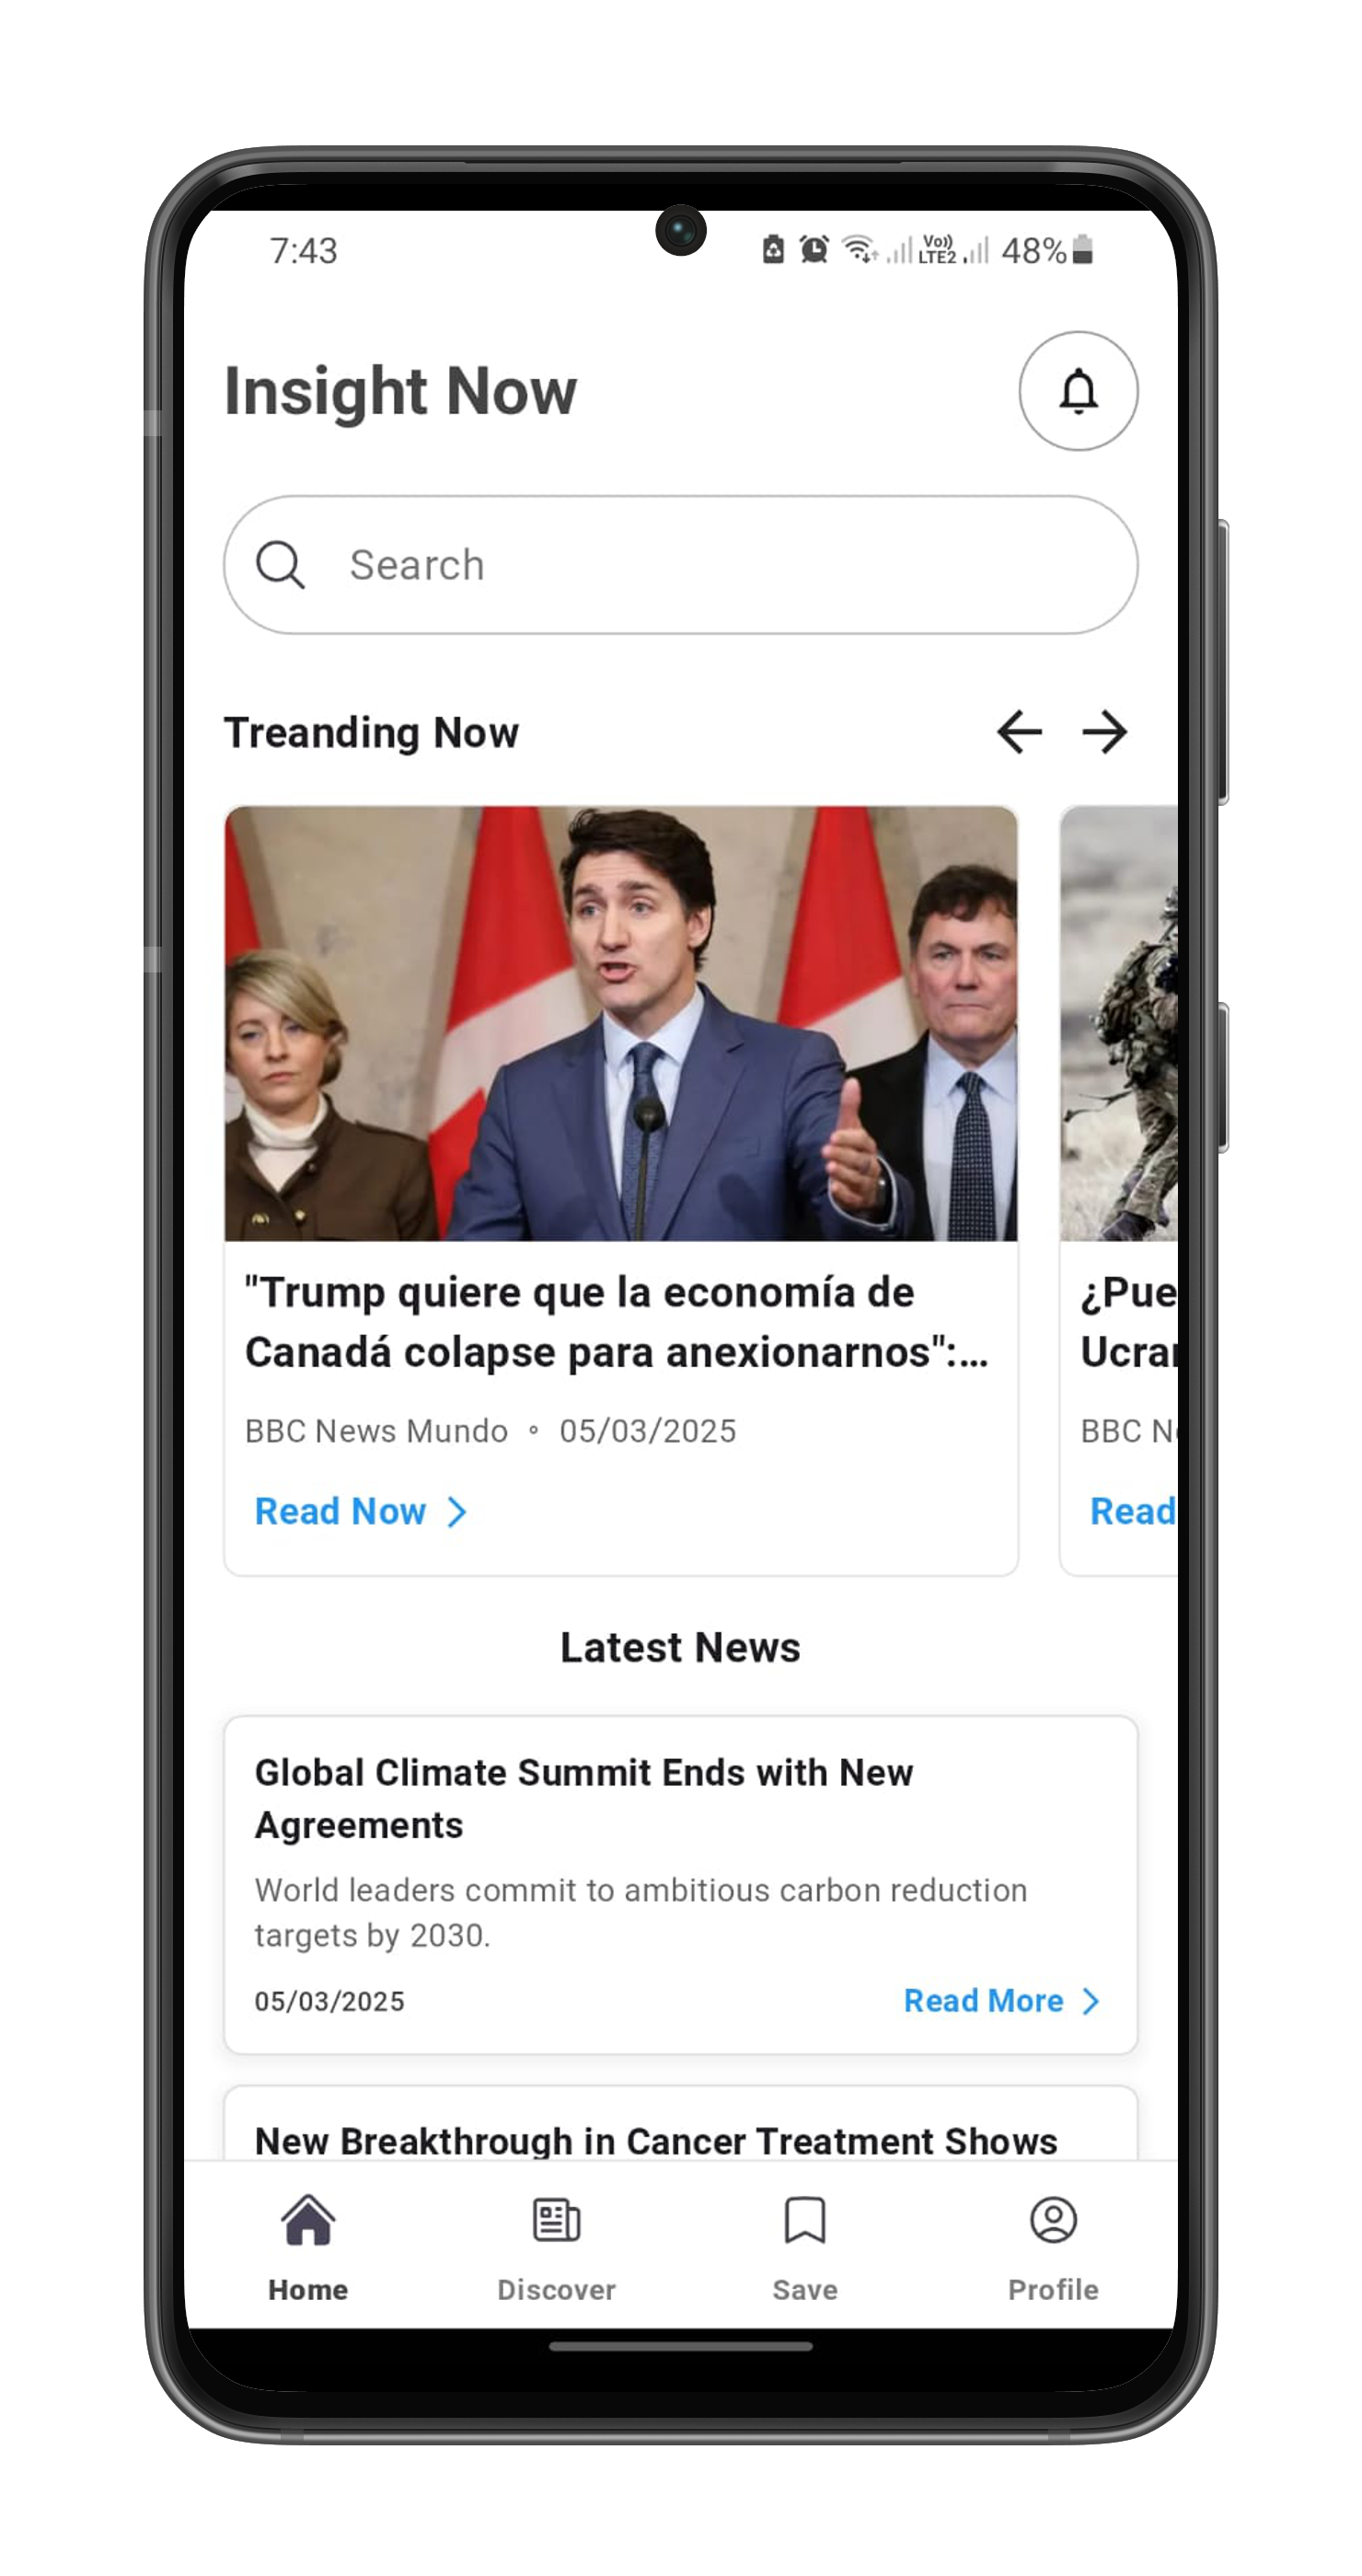 7:43
Vo))
LTE2
48%
Insight Now
Search
Treanding Now
"Trump quiere que la economía de
Canadá colapse para anexionarnos":...
BBC News Mundo ∘ 05/03/2025
Read Now
¿Pue
Ucra
BBC N
Read
Latest News
Global Climate Summit Ends with New
Agreements
World leaders commit to ambitious carbon reduction
targets by 2030.
05/03/2025
Read More
New Breakthrough in Cancer Treatment Shows
Home
Discover
Save
Profile